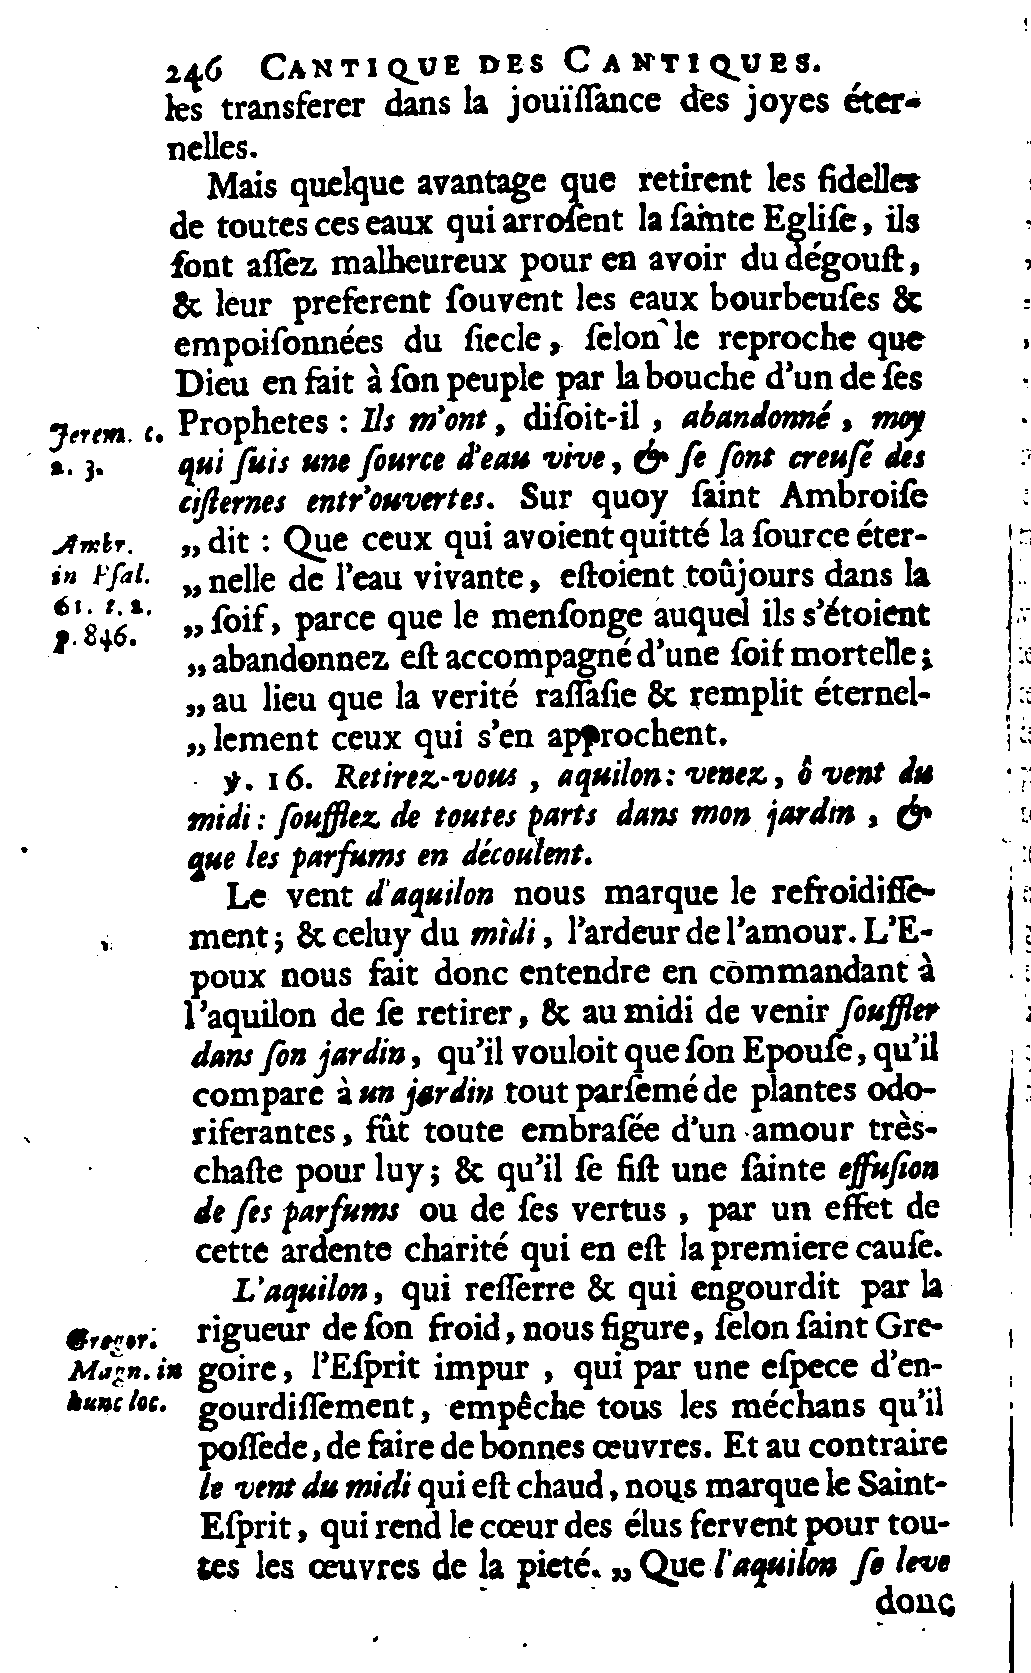 246 CANTIQUE DES CANTIQUES.
les transferer dans la jouïſſance des joyes éter-
nelles.
Mais quelque avantage que retirent les fidelles
de toutes ces eaux qui arroſent la ſainte Egliſe, ils
ſont aſſez malheureux pour en avoir du dégouſt,
& leur preferent ſouvent les eaux bourbeuſes &
empoiſonnées du ſiecle, ſelon le reproche que
Dieu en fait à ſon peuple par la bouche d'un de ſes
Prophetes : Ils m'ont, diſoit-il, abandonné, moy
Jerem. c.
2. 3.
qui ſuis une ſource d'eau vive, & ſe ſont creuſé des
ciſternes entr'ouvertes. Sur quoy ſaint Ambroiſe
Ambr.
in Pſal.
61. t. 2.
p. 846.
„ dit : Que ceux qui avoient quitté la ſource éter-
„ nelle de l'eau vivante, eſtoient toûjours dans la
„ ſoif, parce que le menſonge auquel ils s'étoient
„ abandonnez eſt accompagné d'une ſoif mortelle;
„ au lieu que la verité raſſaſie & remplit éternel-
„ lement ceux qui s'en approchent.
℣. 16. Retirez-vous, aquilon: venez, ô vent du
midi: ſoufflez de toutes parts dans mon jardin, &
que les parfums en découlent.
Le vent d'aquilon nous marque le refroidiſſe-
ment; & celuy du midi, l'ardeur de l'amour. L'E-
poux nous fait donc entendre en commandant à
l'aquilon de ſe retirer, & au midi de venir ſouffler
dans ſon jardin, qu'il vouloit que ſon Epouſe, qu'il
compare à un jardin tout parſemé de plantes odo-
riferantes, fût toute embraſée d'un amour très-
chaſte pour luy; & qu'il ſe fiſt une ſainte effuſion
de ſes parfums ou de ſes vertus, par un effet de
cette ardente charité qui en eſt la premiere cauſe.
L'aquilon, qui reſſerre & qui engourdit par la
rigueur de ſon froid, nous figure, ſelon ſaint Gre-
Gregor.
Magn. in
hunc loc.
goire, l'Eſprit impur, qui par une eſpece d'en-
gourdiſſement, empêche tous les méchans qu'il
poſſede, de faire de bonnes œuvres. Et au contraire
le vent du midi qui eſt chaud, nous marque le Saint-
Eſprit, qui rend le cœur des élus fervent pour tou-
tes les œuvres de la pieté. „ Que l'aquilon ſe leve
donc